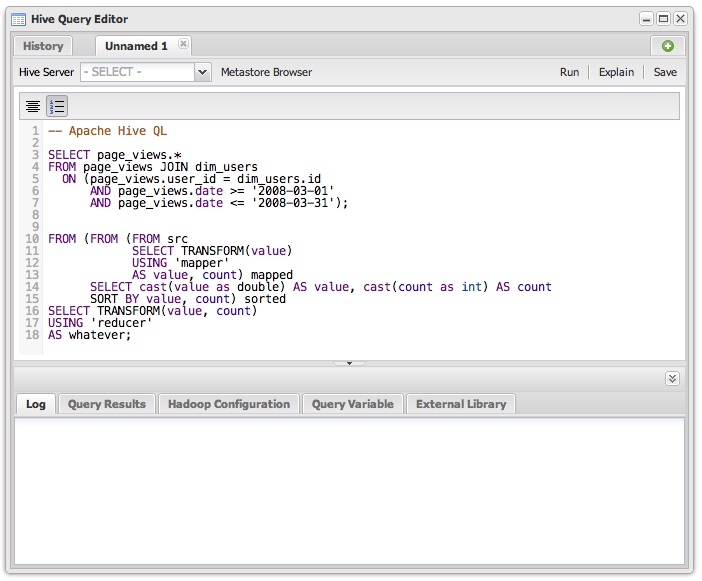 Hive Query Editor
History
Unnamed 1
Hive Server - SELECT - Metastore Browser Run Explain Save
1 -- Apache Hive QL
2
3 SELECT page_views.*
4 FROM page_views JOIN dim_users
5   ON (page_views.user_id = dim_users.id
6       AND page_views.date >= '2008-03-01'
7       AND page_views.date <= '2008-03-31');
8
9
10 FROM (FROM (FROM src
11             SELECT TRANSFORM(value)
12             USING 'mapper'
13             AS value, count) mapped
14       SELECT cast(value as double) AS value, cast(count as int) AS count
15       SORT BY value, count) sorted
16 SELECT TRANSFORM(value, count)
17 USING 'reducer'
18 AS whatever;
Log Query Results Hadoop Configuration Query Variable External Library